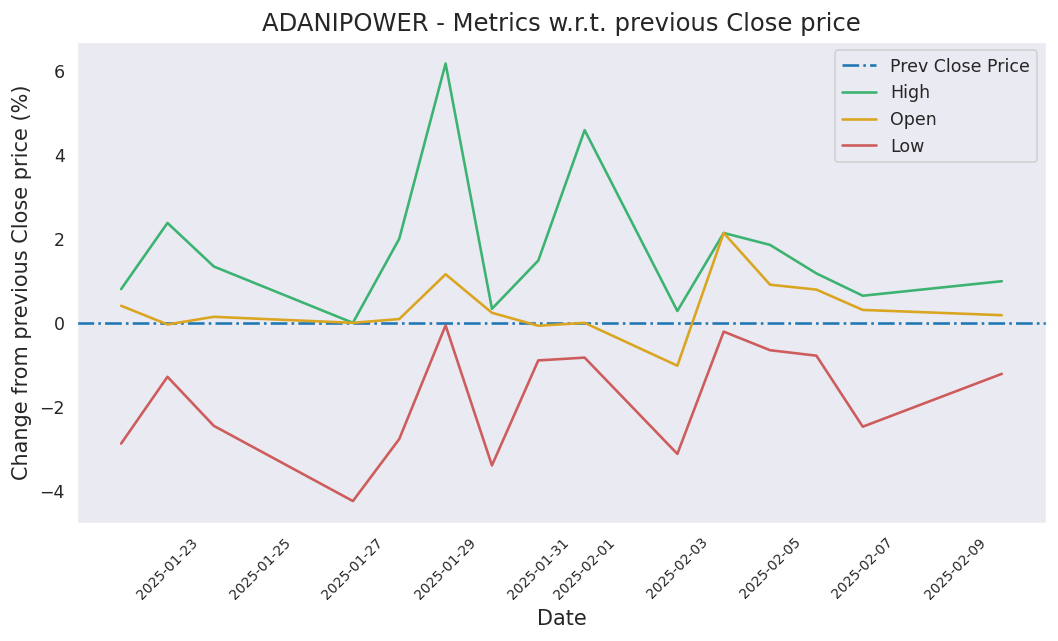 ADANIPOWER - Metrics w.r.t. previous Close price
Change from previous Close price (%)
6
4
2
0
−2
−4
Prev Close Price
High
Open
Low
2025-01-23
2025-01-25
2025-01-27
2025-01-29
2025-01-31
2025-02-01
2025-02-03
2025-02-05
2025-02-07
2025-02-09
Date